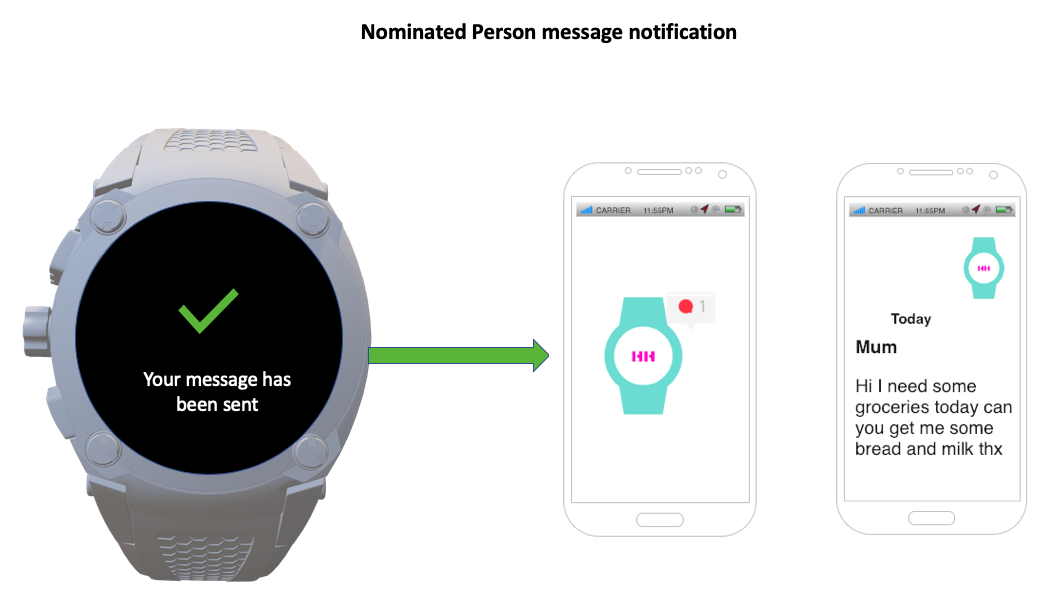 Nominated Person message notification
Your message has
been sent
CARRIER 11:55PM
1
HH
CARRIER 11:55PM
HH
Today
Mum
Hi I need some
groceries today can
you get me some
bread and milk thx